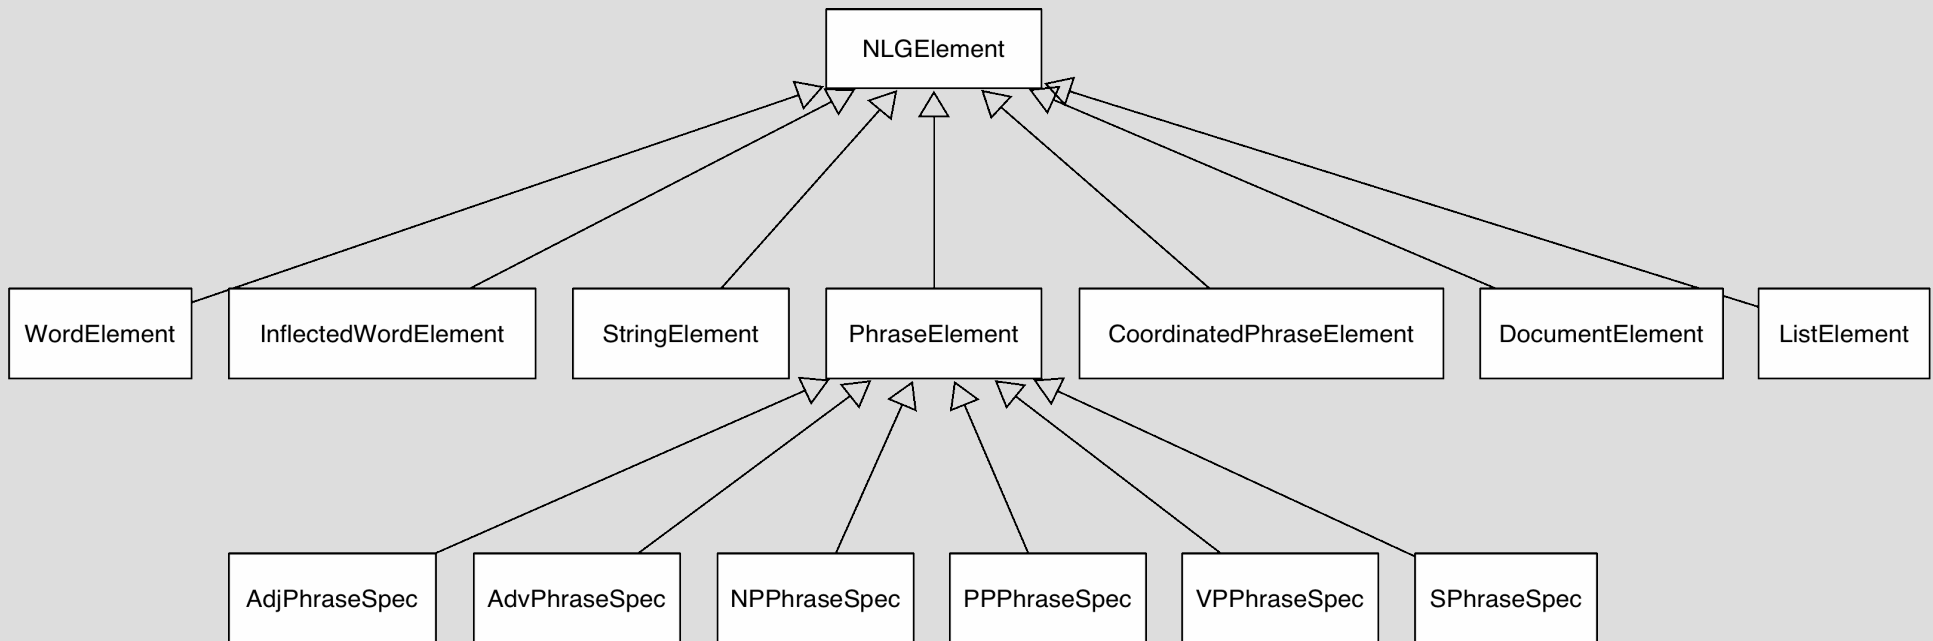 NLGElement
WordElement
InflectedWordElement
StringElement
PhraseElement
CoordinatedPhraseElement
DocumentElement
ListElement
AdjPhraseSpec
AdvPhraseSpec
NPPhraseSpec
PPPhraseSpec
VPPhraseSpec
SPhraseSpec